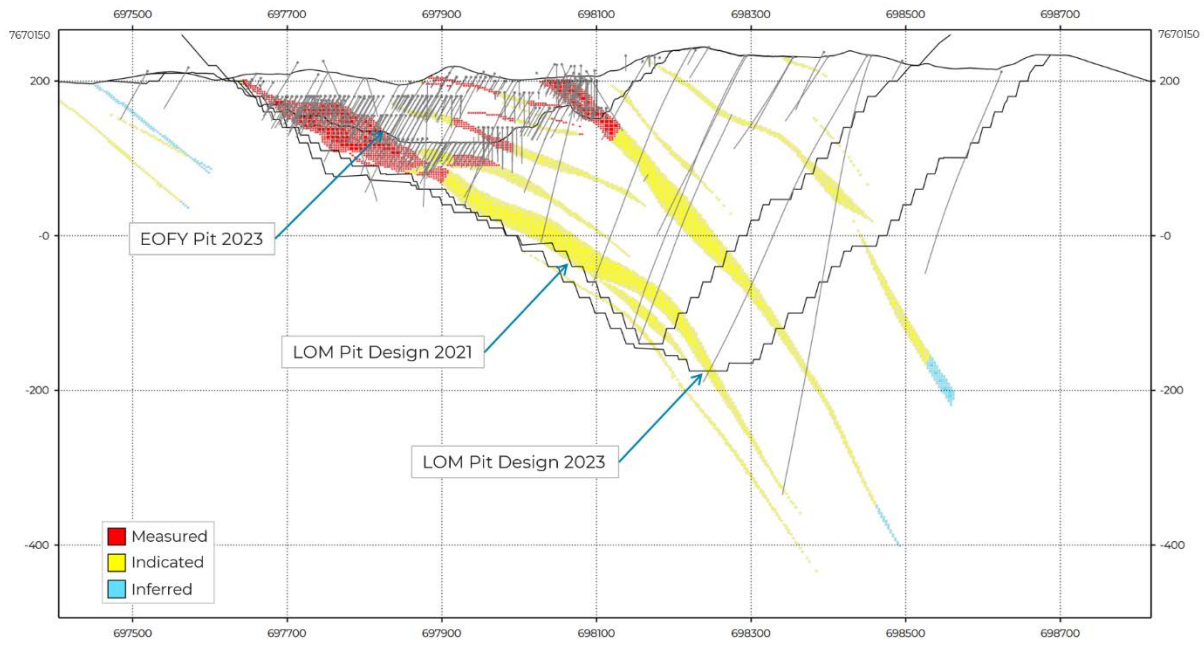 697500 697700 697900 698100 698300 698500 698700
7670150 7670150
200 200
-0 -0
EOFY Pit 2023
LOM Pit Design 2021
-200 -200
LOM Pit Design 2023
Measured
-400 -400
Indicated
Inferred
697500 697700 697900 698100 698300 698500 698700